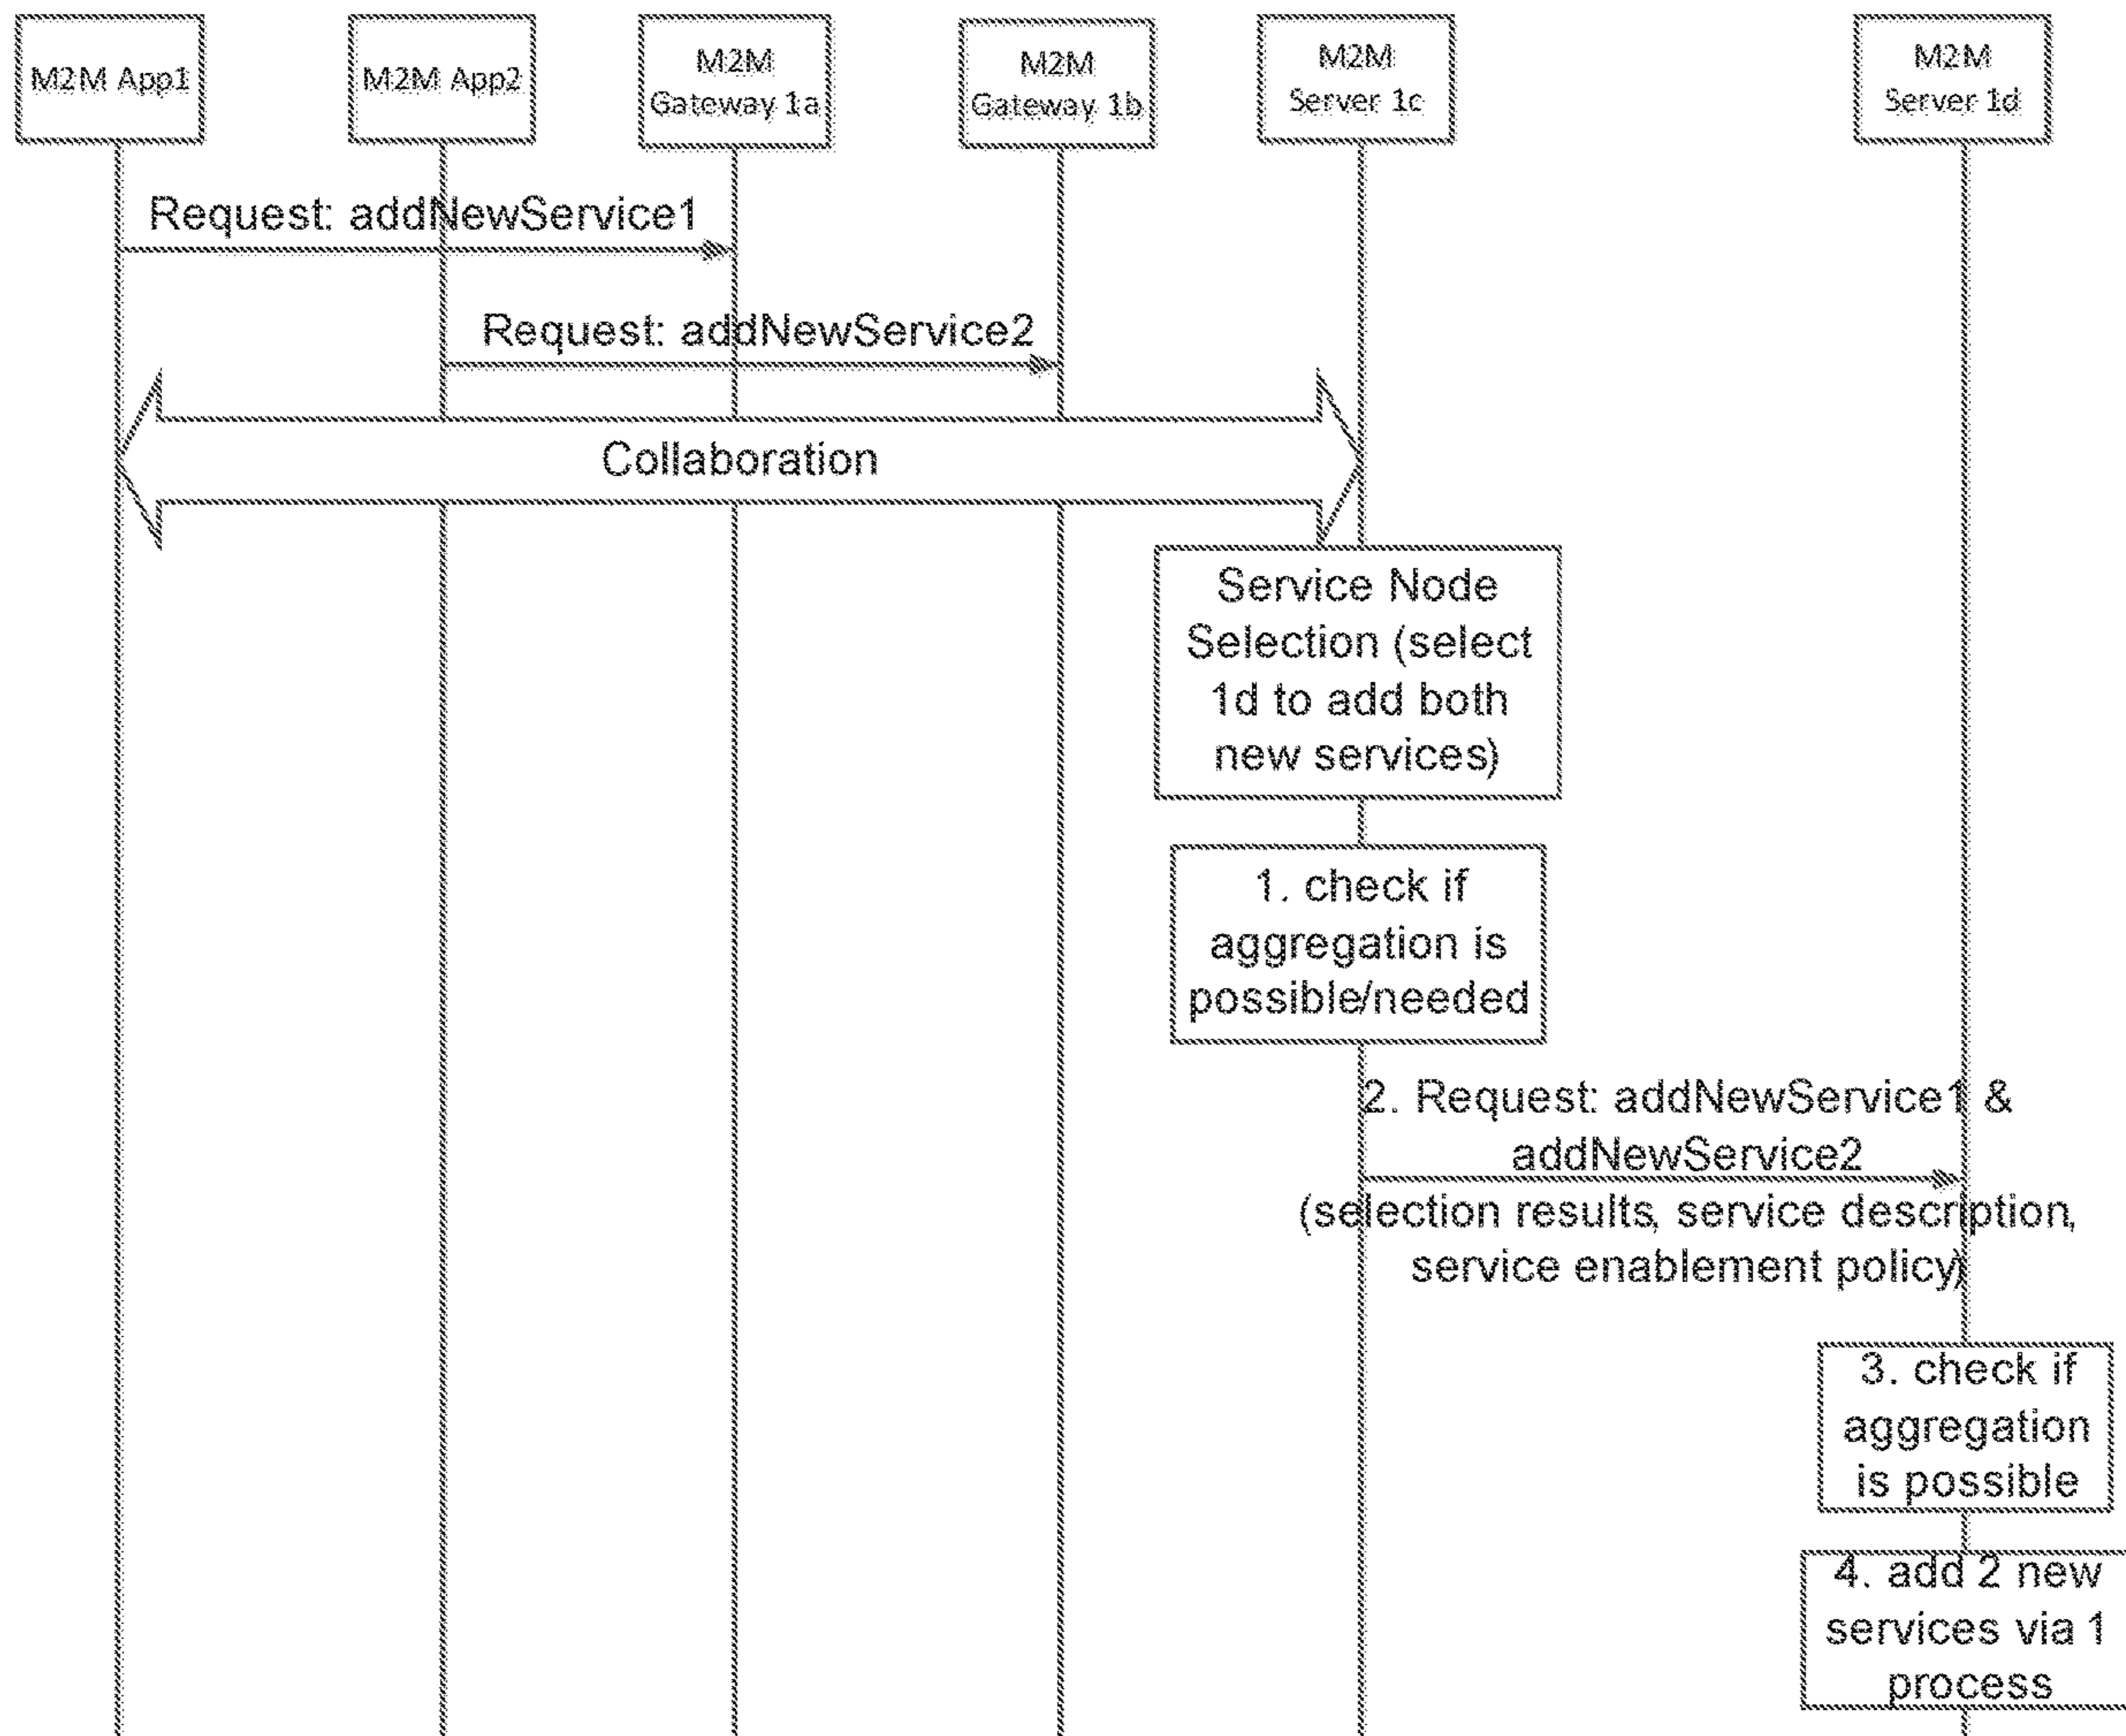 M2M App1
M2M App2
M2M
Gateway 1a
M2M
Gateway 1b
M2M
Server 1c
M2M
Server 1d
Request: addNewService1
Request: addNewService2
Collaboration
Service Node
Selection (select
1d to add both
new services)
1. check if
aggregation is
possible/needed
2. Request: addNewService1 &
addNewService2
(selection results, service description,
service enablement policy)
3. check if
aggregation
is possible
4. add 2 new
services via 1
process